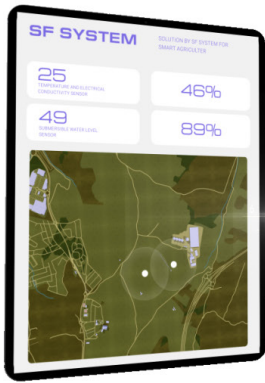 SF SYSTEM
SOLUTION BY SF SYSTEM FOR
SMART AGRICULTER
25
TEMPERATURE AND ELECTRICAL
CONDUCTIVITY SENSOR
46%
49
SUBMERSIBLE WATER LEVEL
SENSOR
89%